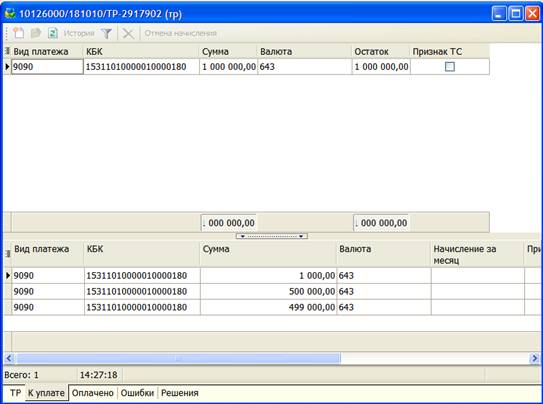 10126000/181010/ТР-2917902 (тр)
История Отмена начисления
Вид платежа КБК Сумма Валюта Остаток Признак ТС
9090 15311010000010000180 1 000 000,00 643 1 000 000,00
000 000,00 000 000,00
Вид платежа КБК Сумма Валюта Начисление за При
месяц
9090 15311010000010000180 1 000,00 643
9090 15311010000010000180 500 000,00 643
9090 15311010000010000180 499 000,00 643
Всего: 1 14:27:18
ТР К уплате Оплачено Ошибки Решения